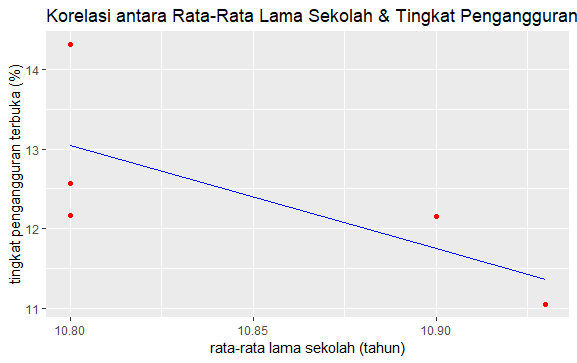 Korelasi antara Rata-Rata Lama Sekolah & Tingkat Pengangguran
tingkat pengangguran terbuka (%)
14
13
12
11
10.80
10.85
10.90
rata-rata lama sekolah (tahun)